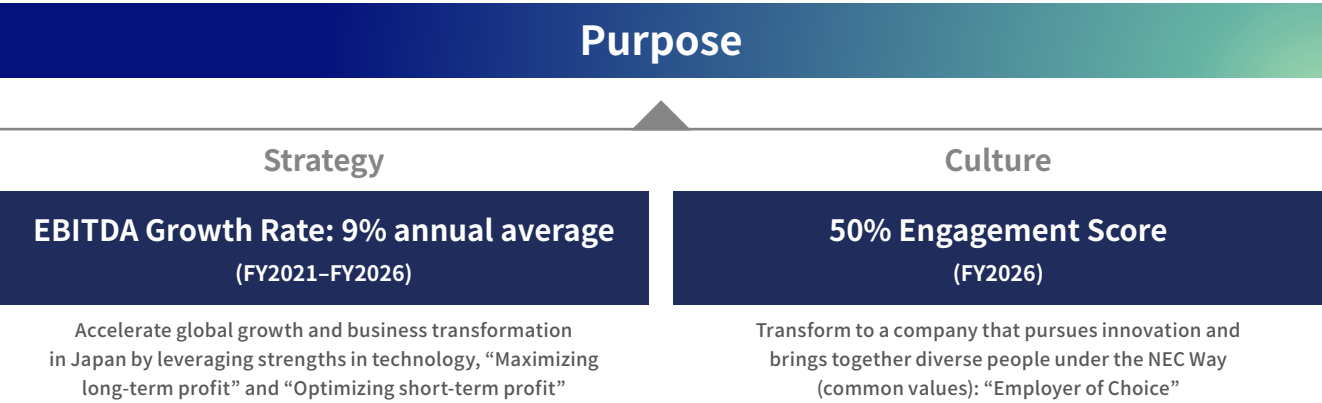 Purpose
Strategy
EBITDA Growth Rate: 9% annual average
(FY2021–FY2026)
Accelerate global growth and business transformation
in Japan by leveraging strengths in technology, “Maximizing
long-term profit” and “Optimizing short-term profit”
Culture
50% Engagement Score
(FY2026)
Transform to a company that pursues innovation and
brings together diverse people under the NEC Way
(common values): “Employer of Choice”